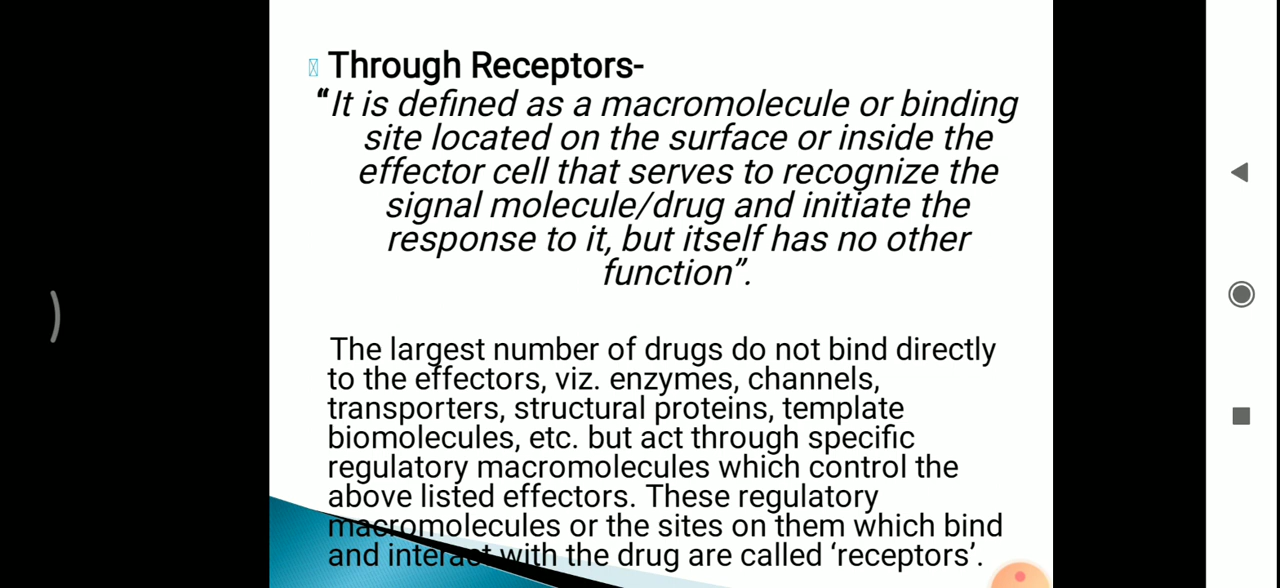 Through Receptors-
“It is defined as a macromolecule or binding
site located on the surface or inside the
effector cell that serves to recognize the
signal molecule/drug and initiate the
response to it, but itself has no other
function”.
The largest number of drugs do not bind directly
to the effectors, viz. enzymes, channels,
transporters, structural proteins, template
biomolecules, etc. but act through specific
regulatory macromolecules which control the
above listed effectors. These regulatory
macromolecules or the sites on them which bind
and interact with the drug are called ‘receptors’.